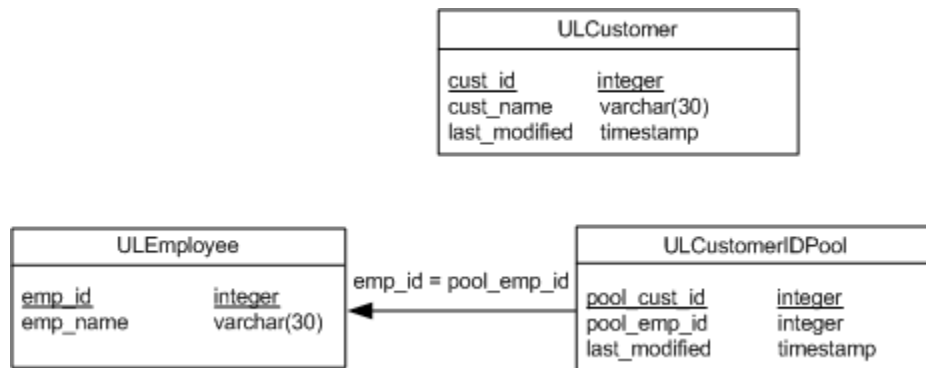 ULCustomer
cust_id integer
cust_name varchar(30)
last_modified timestamp
ULEmployee
emp_id integer
emp_name varchar(30)
emp_id = pool_emp_id
ULCustomerIDPool
pool_cust_id integer
pool_emp_id integer
last_modified timestamp